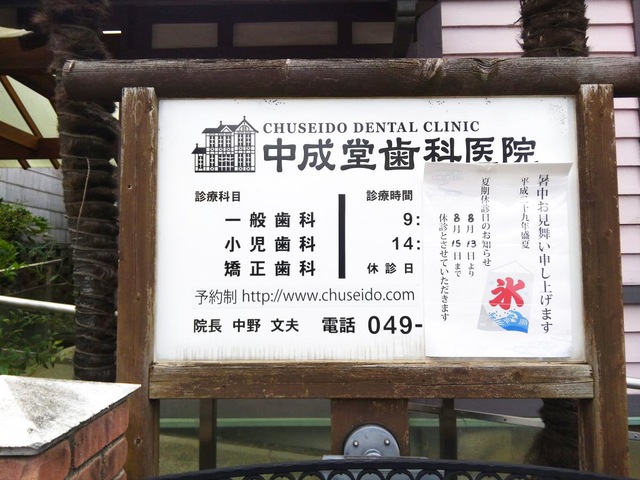 CHUSEIDO DENTAL CLINIC
中成堂歯科医院
診療科目
一般歯科
小児歯科
矯正歯科
診療時間
9:
14:
休診日
予約制 http://www.chuseido.com
院長 中野 文夫 電話 049-
暑中お見舞い申し上げます
平成二十九年盛夏
夏期休診日のお知らせ
8月13日より
8月15日まで
休診とさせていただきます
氷